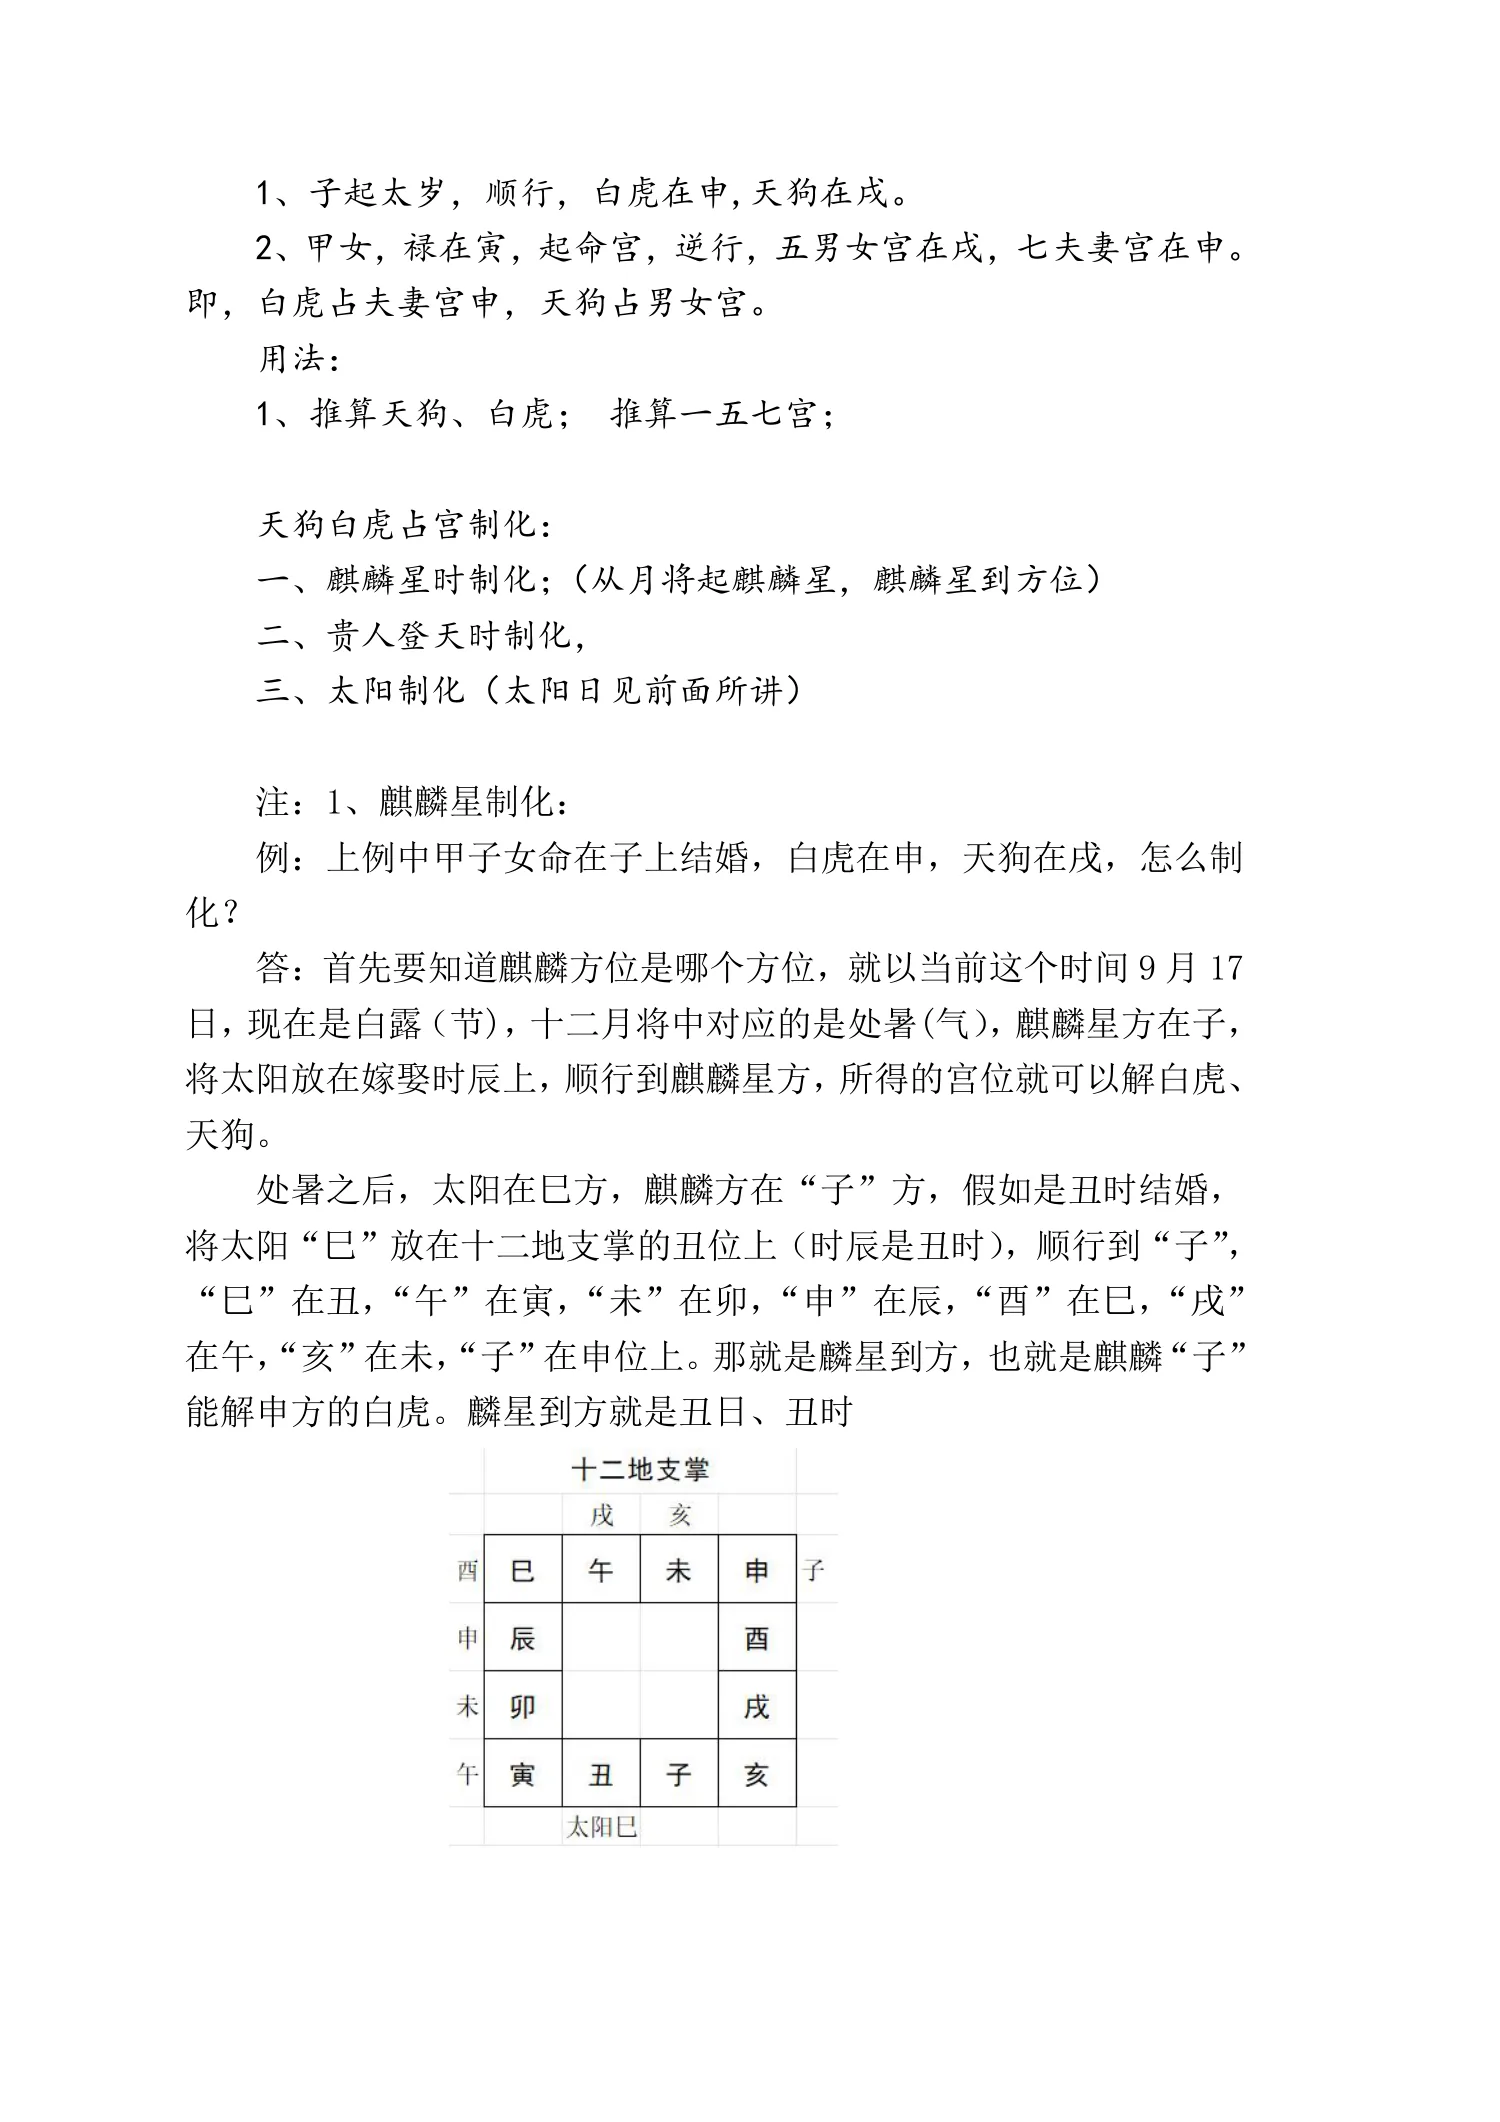 1、子起太岁，顺行，白虎在申,天狗在戌。
2、甲女，禄在寅，起命宫，逆行，五男女宫在戌，七夫妻宫在申。
即，白虎占夫妻宫申，天狗占男女宫。
用法：
1、推算天狗、白虎； 推算一五七宫；
天狗白虎占宫制化：
一、麒麟星时制化；（从月将起麒麟星，麒麟星到方位）
二、贵人登天时制化，
三、太阳制化（太阳日见前面所讲）
注：1、麒麟星制化：
例：上例中甲子女命在子上结婚，白虎在申，天狗在戌，怎么制
化？
答：首先要知道麒麟方位是哪个方位，就以当前这个时间 9 月 17
日，现在是白露（节），十二月将中对应的是处暑(气)，麒麟星方在子，
将太阳放在嫁娶时辰上，顺行到麒麟星方，所得的宫位就可以解白虎、
天狗。
处暑之后，太阳在巳方，麒麟方在“子”方，假如是丑时结婚，
将太阳“巳”放在十二地支掌的丑位上（时辰是丑时），顺行到“子”，
“巳”在丑，“午”在寅，“未”在卯，“申”在辰，“酉”在巳，“戌”
在午，“亥”在未，“子”在申位上。那就是麟星到方，也就是麒麟“子”
能解申方的白虎。麟星到方就是丑日、丑时
十二地支掌
戌 亥
酉 巳 午 未 申 子
申 辰 酉
未 卯 戌
午 寅 丑 子 亥
太阳巳